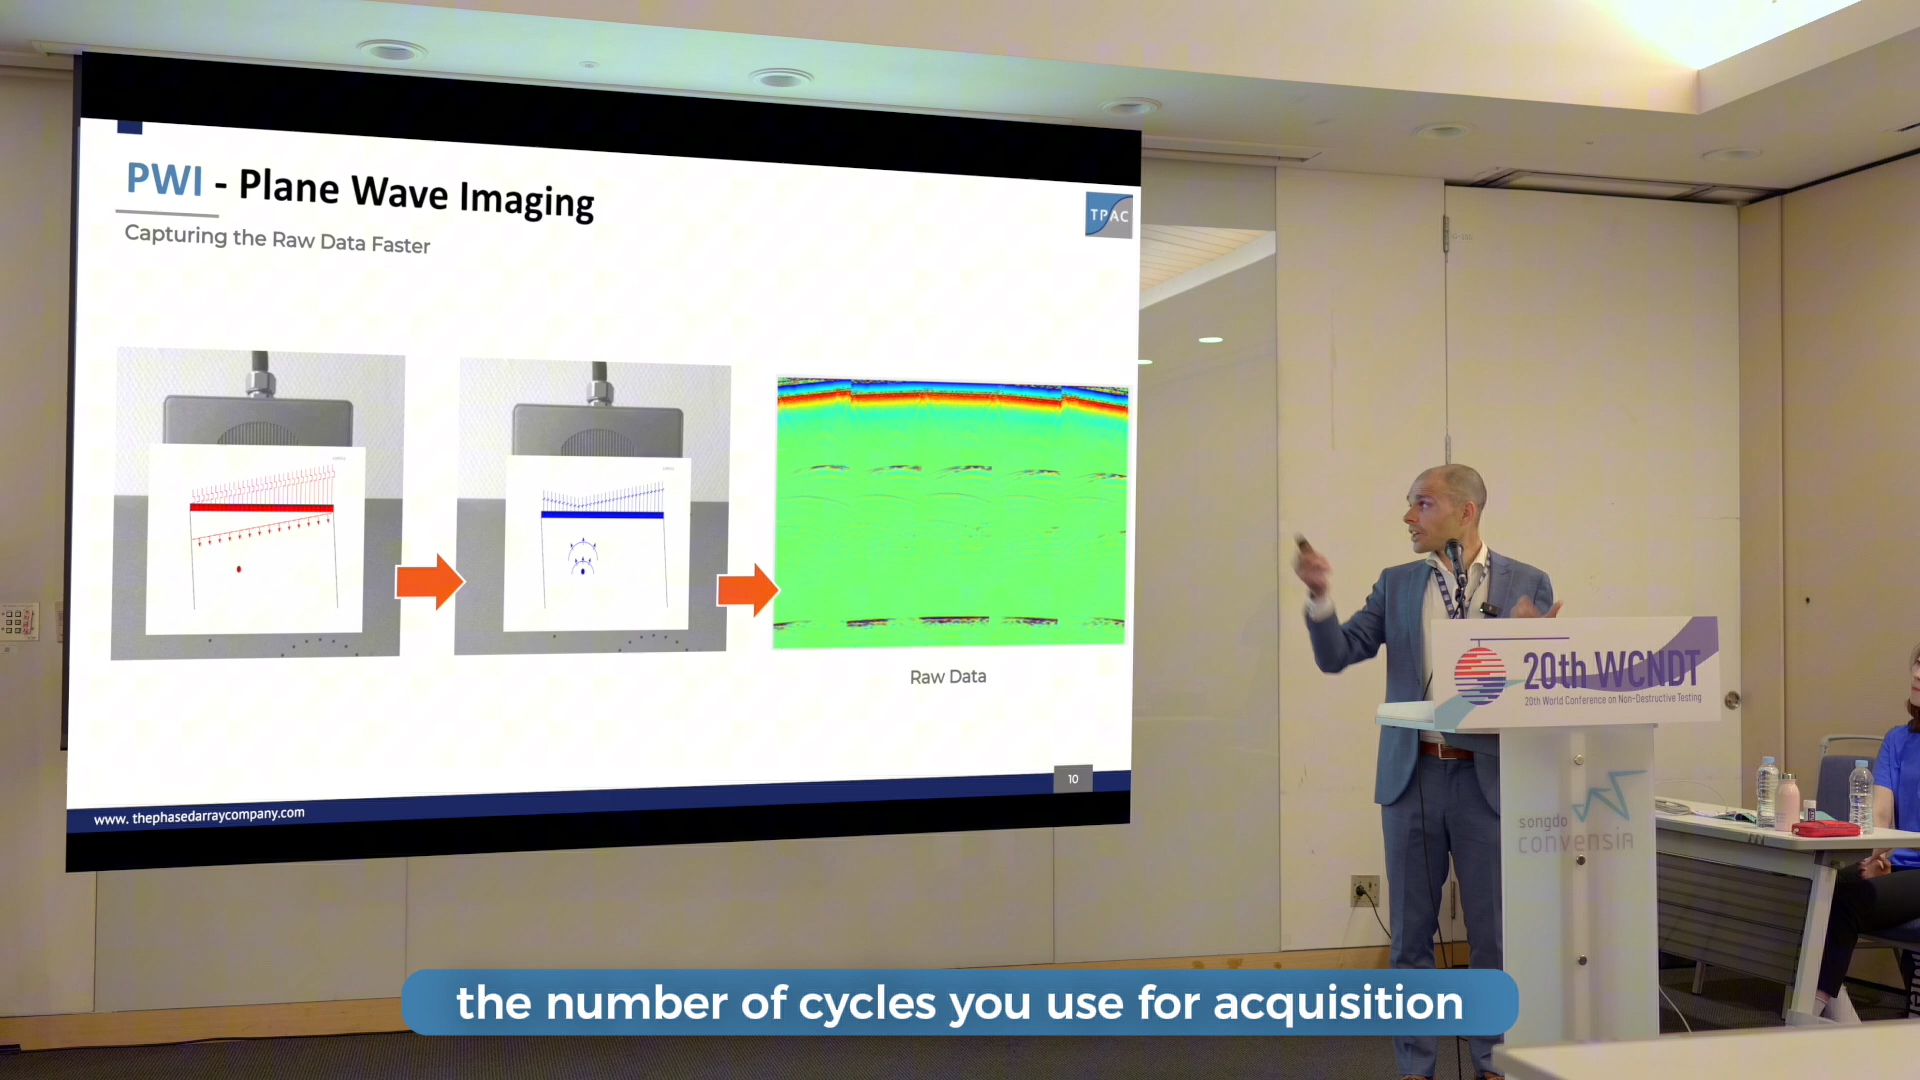 PWI - Plane Wave Imaging
Capturing the Raw Data Faster
TPAC
Raw Data
10
www. thephasedarraycompany.com
20th WCNDT
20th World Conference on Non-Destructive Testing
songdo
convensia
the number of cycles you use for acquisition